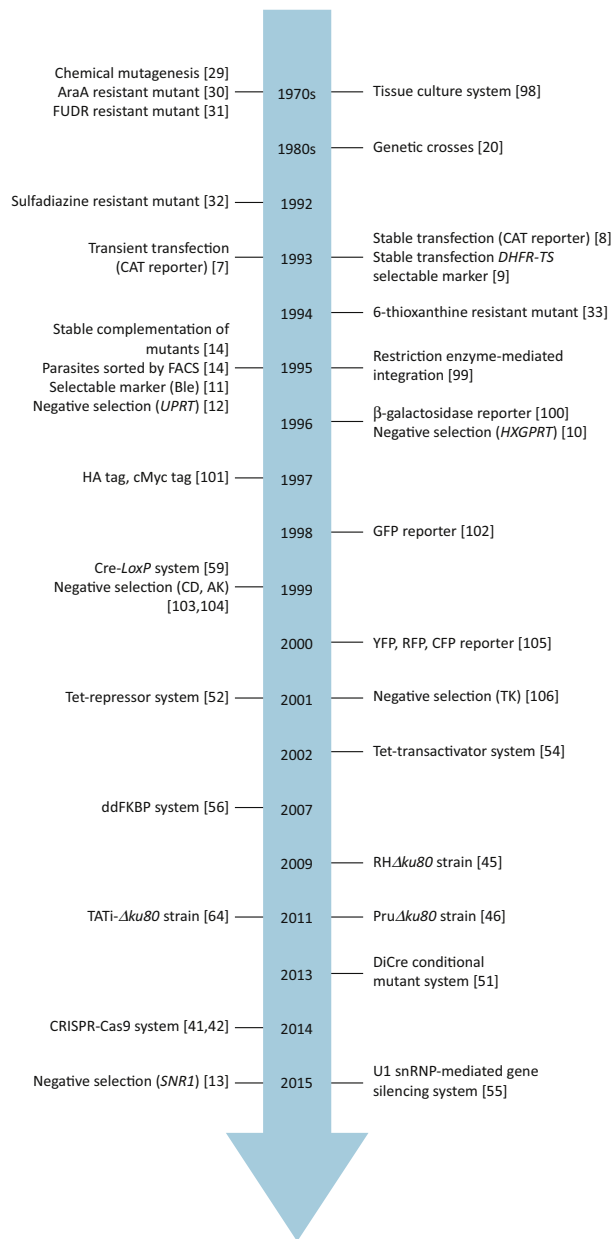 Chemical mutagenesis [29]
AraA resistant mutant [30]
FUDR resistant mutant [31]
1970s
Tissue culture system [98]
1980s
Genetic crosses [20]
Sulfadiazine resistant mutant [32]
1992
Transient transfection
(CAT reporter) [7]
1993
Stable transfection (CAT reporter) [8]
Stable transfection DHFR-TS
selectable marker [9]
1994
6-thioxanthine resistant mutant [33]
Stable complementation of
mutants [14]
Parasites sorted by FACS [14]
Selectable marker (Ble) [11]
Negative selection (UPRT) [12]
1995
Restriction enzyme-mediated
integration [99]
1996
β-galactosidase reporter [100]
Negative selection (HXGPRT) [10]
HA tag, cMyc tag [101]
1997
1998
GFP reporter [102]
Cre-LoxP system [59]
Negative selection (CD, AK)
[103,104]
1999
2000
YFP, RFP, CFP reporter [105]
Tet-repressor system [52]
2001
Negative selection (TK) [106]
2002
Tet-transactivator system [54]
ddFKBP system [56]
2007
2009
RHΔku80 strain [45]
TATi-Δku80 strain [64]
2011
PruΔku80 strain [46]
2013
DiCre conditional
mutant system [51]
CRISPR-Cas9 system [41,42]
2014
Negative selection (SNR1) [13]
2015
U1 snRNP-mediated gene
silencing system [55]